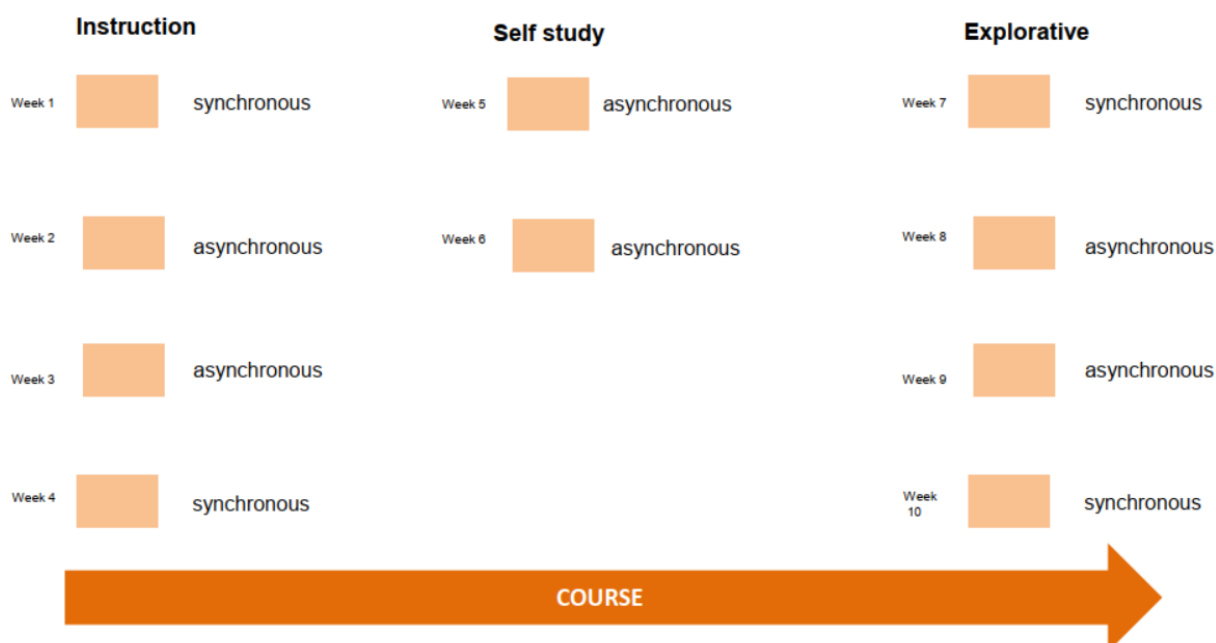 Instruction
Week 1 synchronous
Week 2 asynchronous
Week 3 asynchronous
Week 4 synchronous
Self study
Week 5 asynchronous
Week 6 asynchronous
Explorative
Week 7 synchronous
Week 8 asynchronous
Week 9 asynchronous
Week
10
synchronous
COURSE